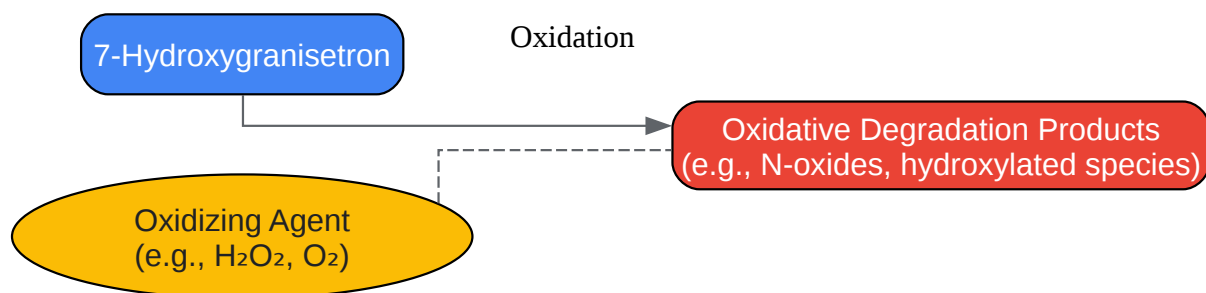 7-Hydroxygranisetron
Oxidation
Oxidative Degradation Products
(e.g., N-oxides, hydroxylated species)
Oxidizing Agent
(e.g., H₂O₂, O₂)